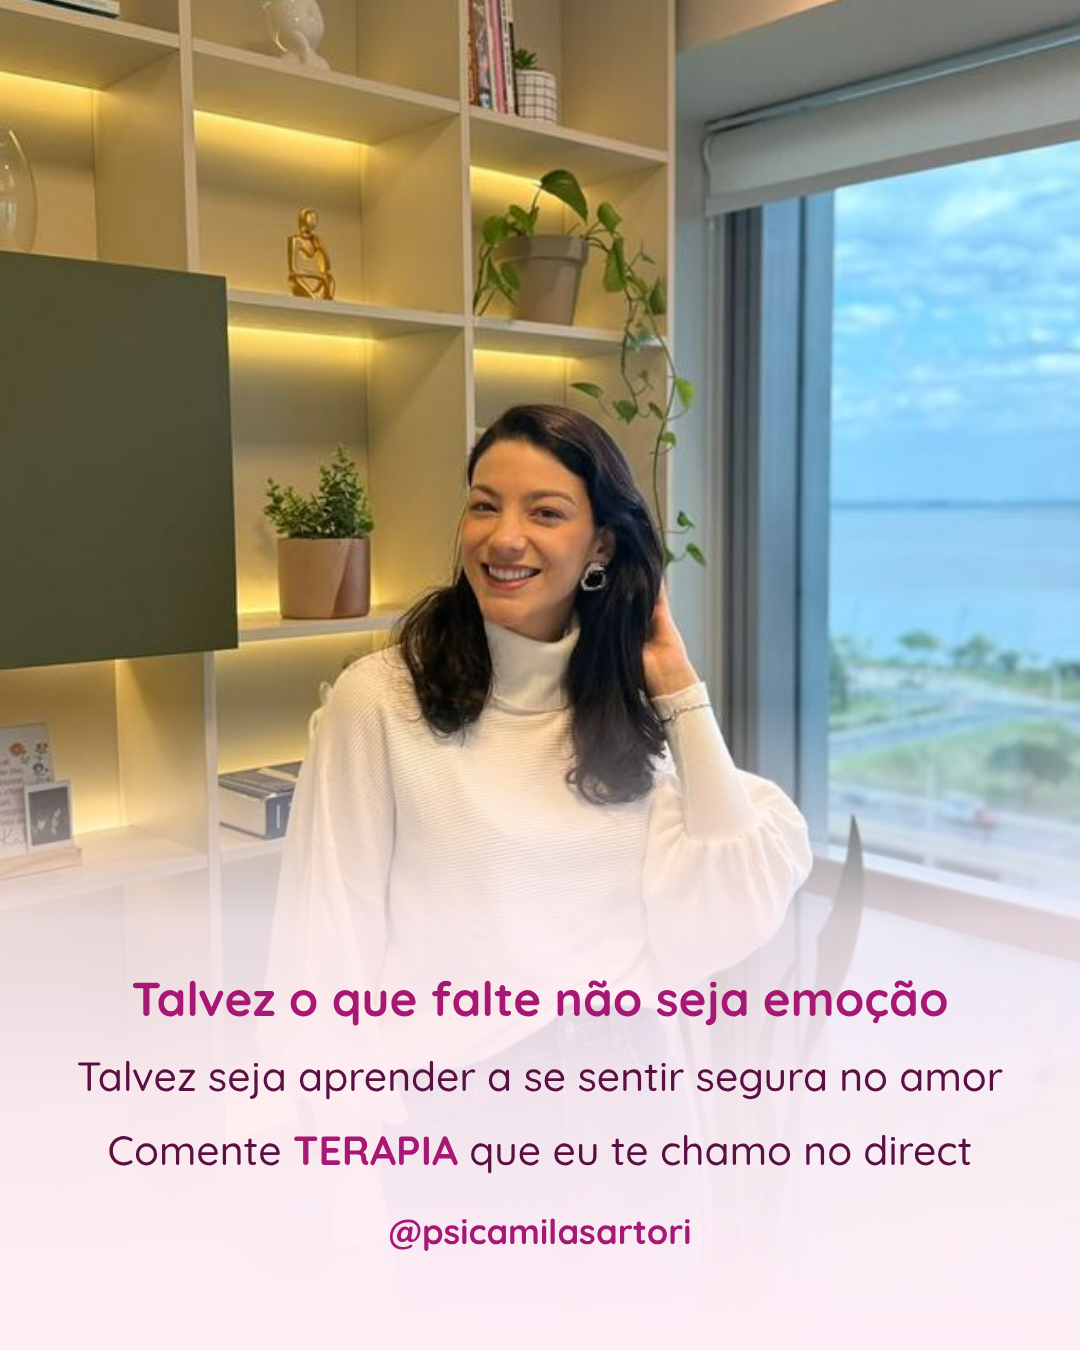 Talvez o que falte não seja emoção
Talvez seja aprender a se sentir segura no amor
Comente TERAPIA que eu te chamo no direct
@psicamilasartori